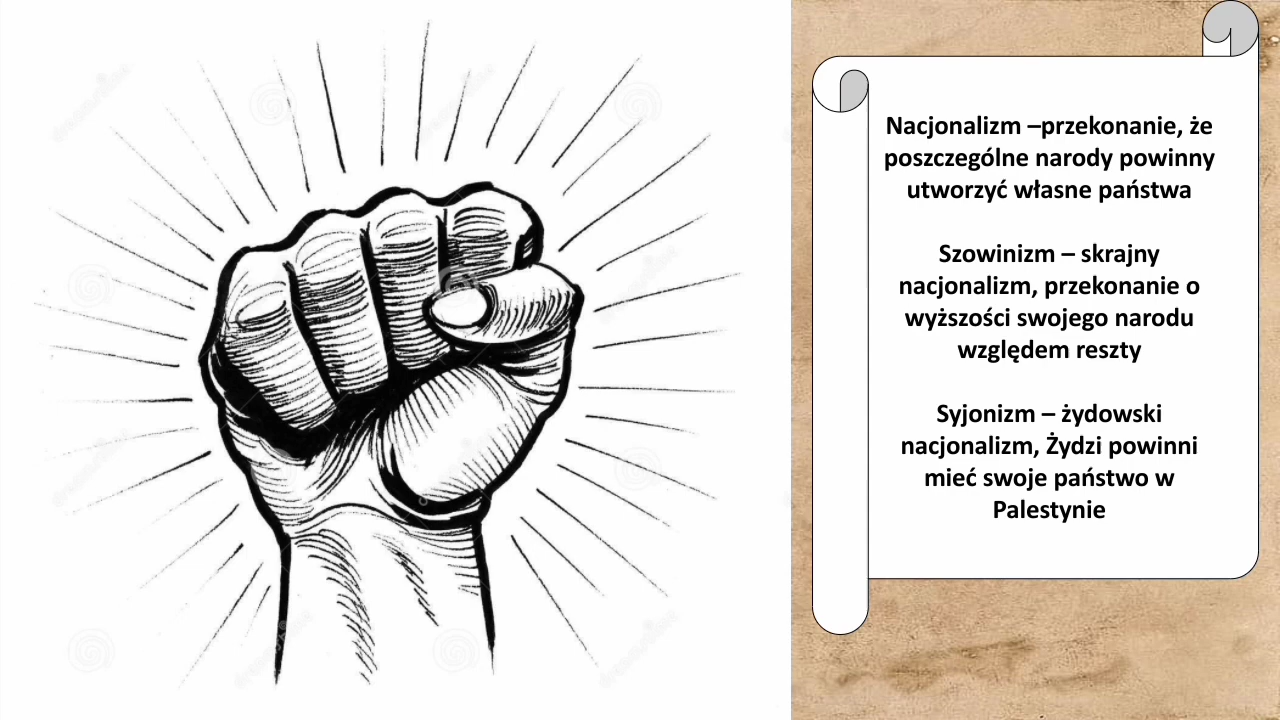 Nacjonalizm –przekonanie, że
poszczególne narody powinny
utworzyć własne państwa
Szowinizm – skrajny
nacjonalizm, przekonanie o
wyższości swojego narodu
względem reszty
Syjonizm – żydowski
nacjonalizm, Żydzi powinni
mieć swoje państwo w
Palestynie